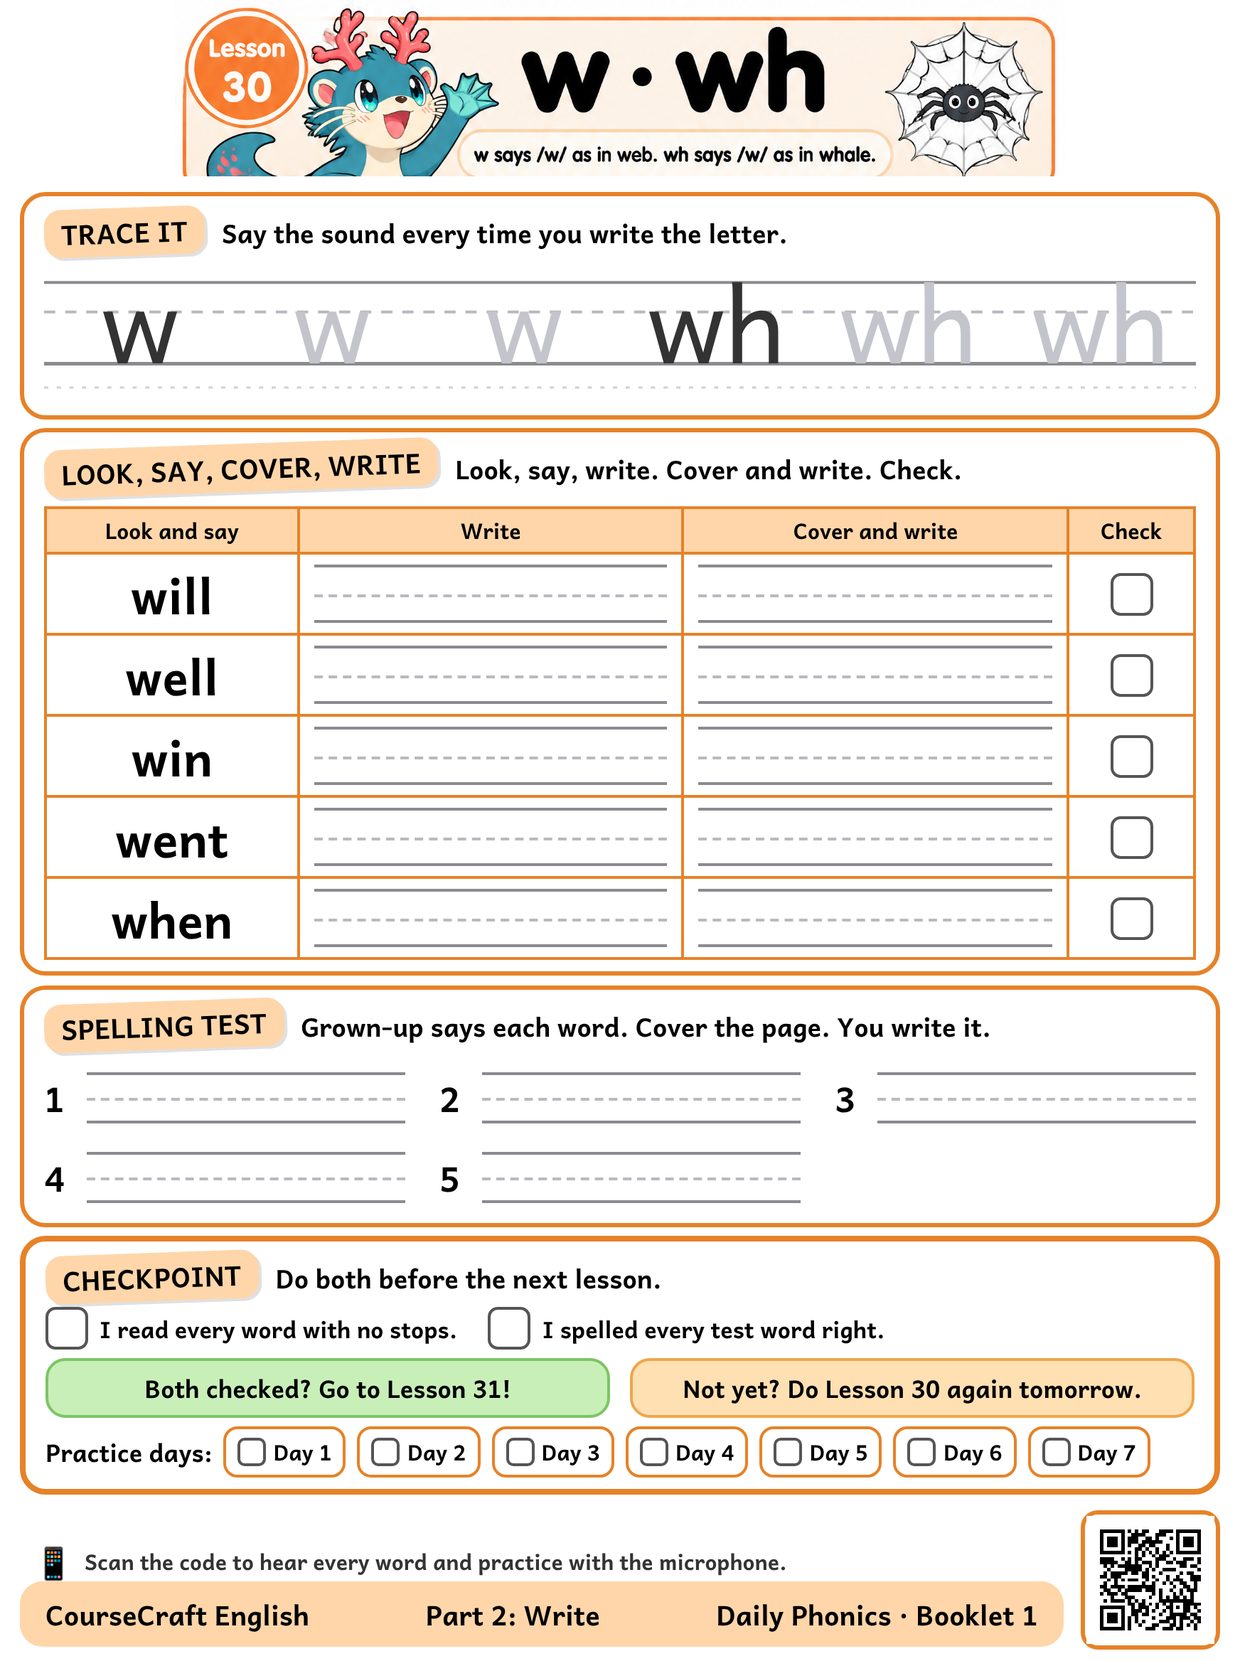 Lesson
30
w · wh
w says /w/ as in web. wh says /w/ as in whale.
TRACE IT Say the sound every time you write the letter.
w w w wh wh wh
LOOK, SAY, COVER, WRITE Look, say, write. Cover and write. Check.
Look and say Write Cover and write Check
will
well
win
went
when
SPELLING TEST Grown-up says each word. Cover the page. You write it.
1 2 3
4 5
CHECKPOINT Do both before the next lesson.
I read every word with no stops. I spelled every test word right.
Both checked? Go to Lesson 31! Not yet? Do Lesson 30 again tomorrow.
Practice days: Day 1 Day 2 Day 3 Day 4 Day 5 Day 6 Day 7
Scan the code to hear every word and practice with the microphone.
CourseCraft English Part 2: Write Daily Phonics · Booklet 1